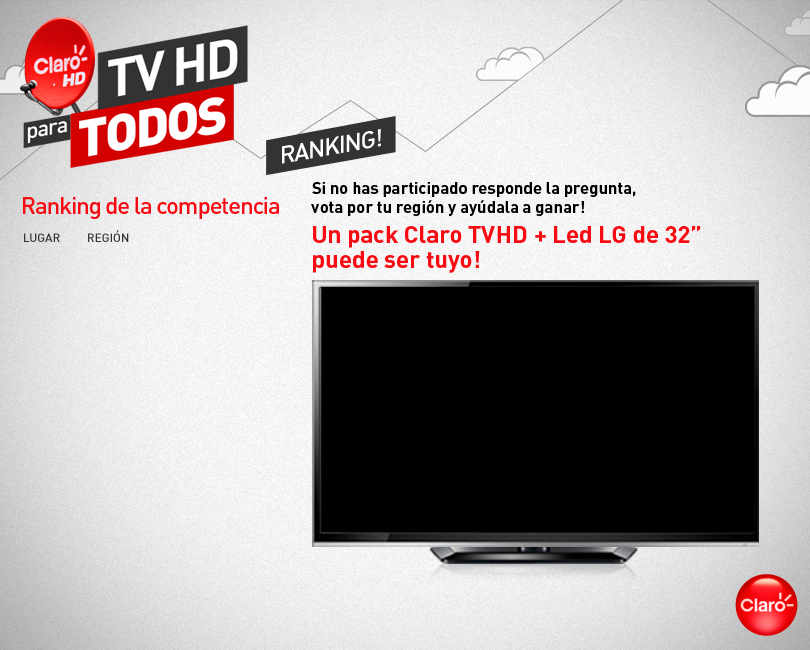 Claro
HD
TV HD
para
TODOS
RANKING!
Ranking de la competencia
LUGAR REGIÓN
Si no has participado responde la pregunta,
vota por tu región y ayúdala a ganar!
Un pack Claro TVHD + Led LG de 32”
puede ser tuyo!
Claro